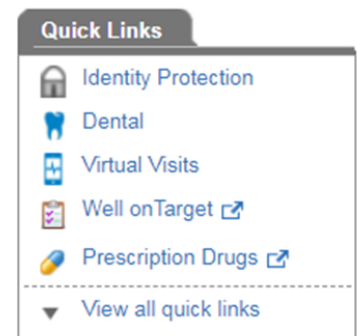 Quick Links
Identity Protection
Dental
Virtual Visits
Well onTarget
Prescription Drugs
View all quick links